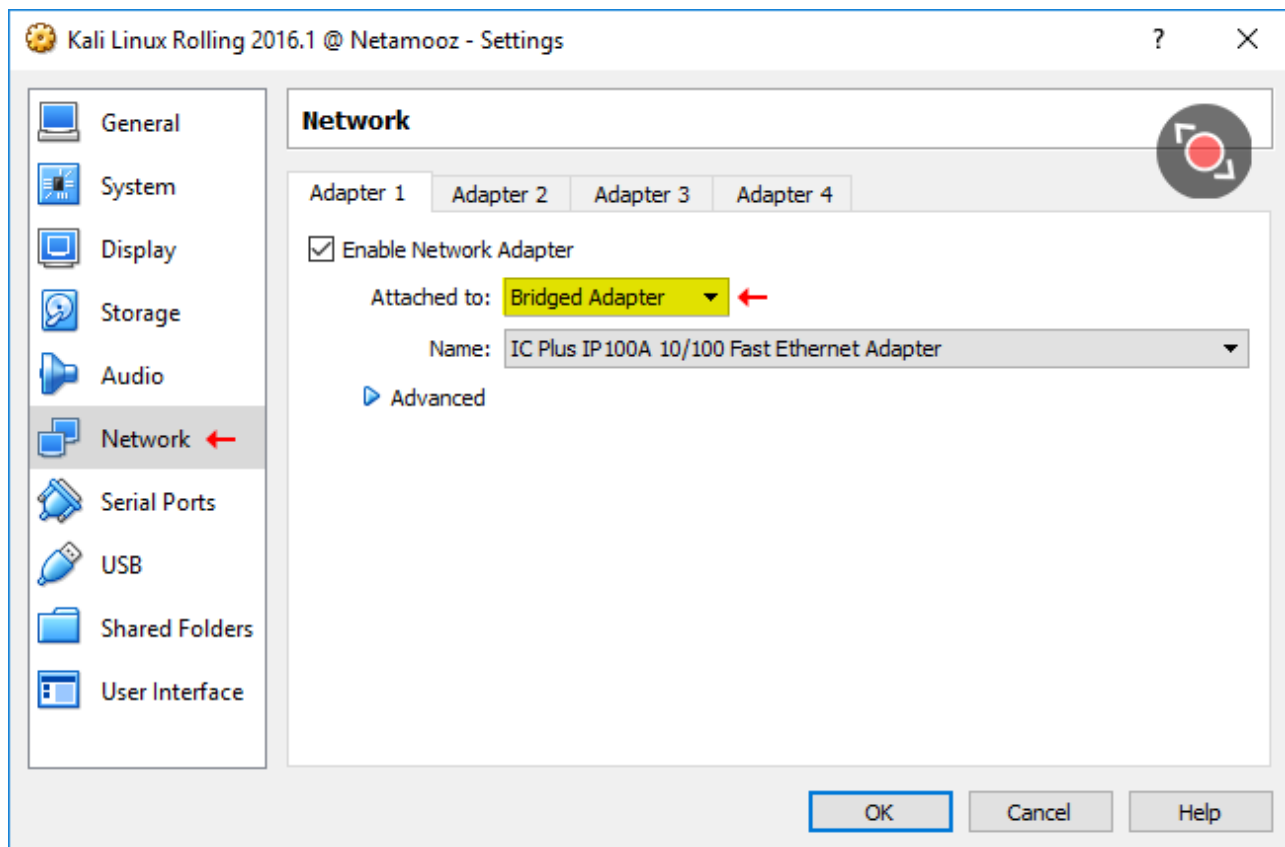 Kali Linux Rolling 2016.1 @ Netamooz - Settings
?
General
System
Display
Storage
Audio
Network
Serial Ports
USB
Shared Folders
User Interface
Network
Adapter 1 Adapter 2 Adapter 3 Adapter 4
Enable Network Adapter
Attached to: Bridged Adapter
Name: IC Plus IP100A 10/100 Fast Ethernet Adapter
Advanced
OK Cancel Help